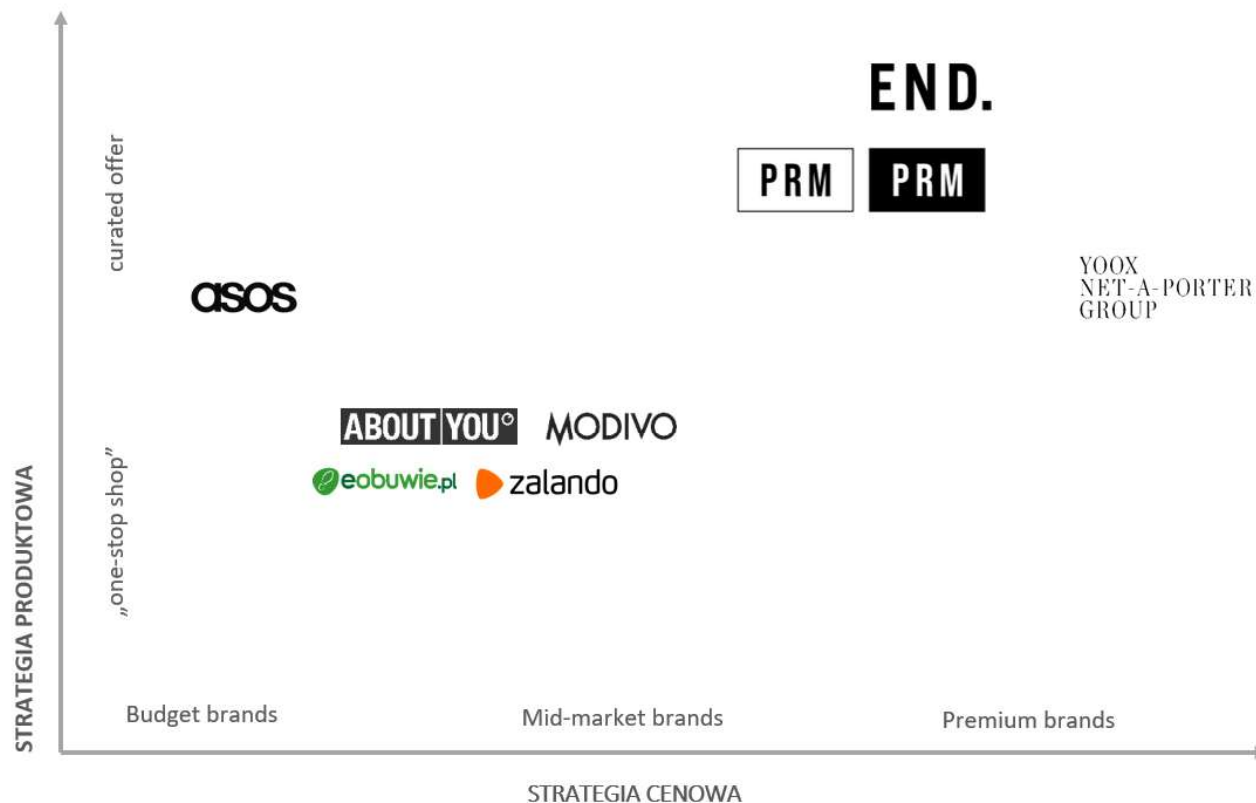 END.
PRM PRM
curated offer
asos
YOOX
NET-A-PORTER
GROUP
ABOUT YOU°
MODIVO
eobuwie.pl
zalando
„one-stop shop”
STRATEGIA PRODUKTOWA
Budget brands
Mid-market brands
Premium brands
STRATEGIA CENOWA